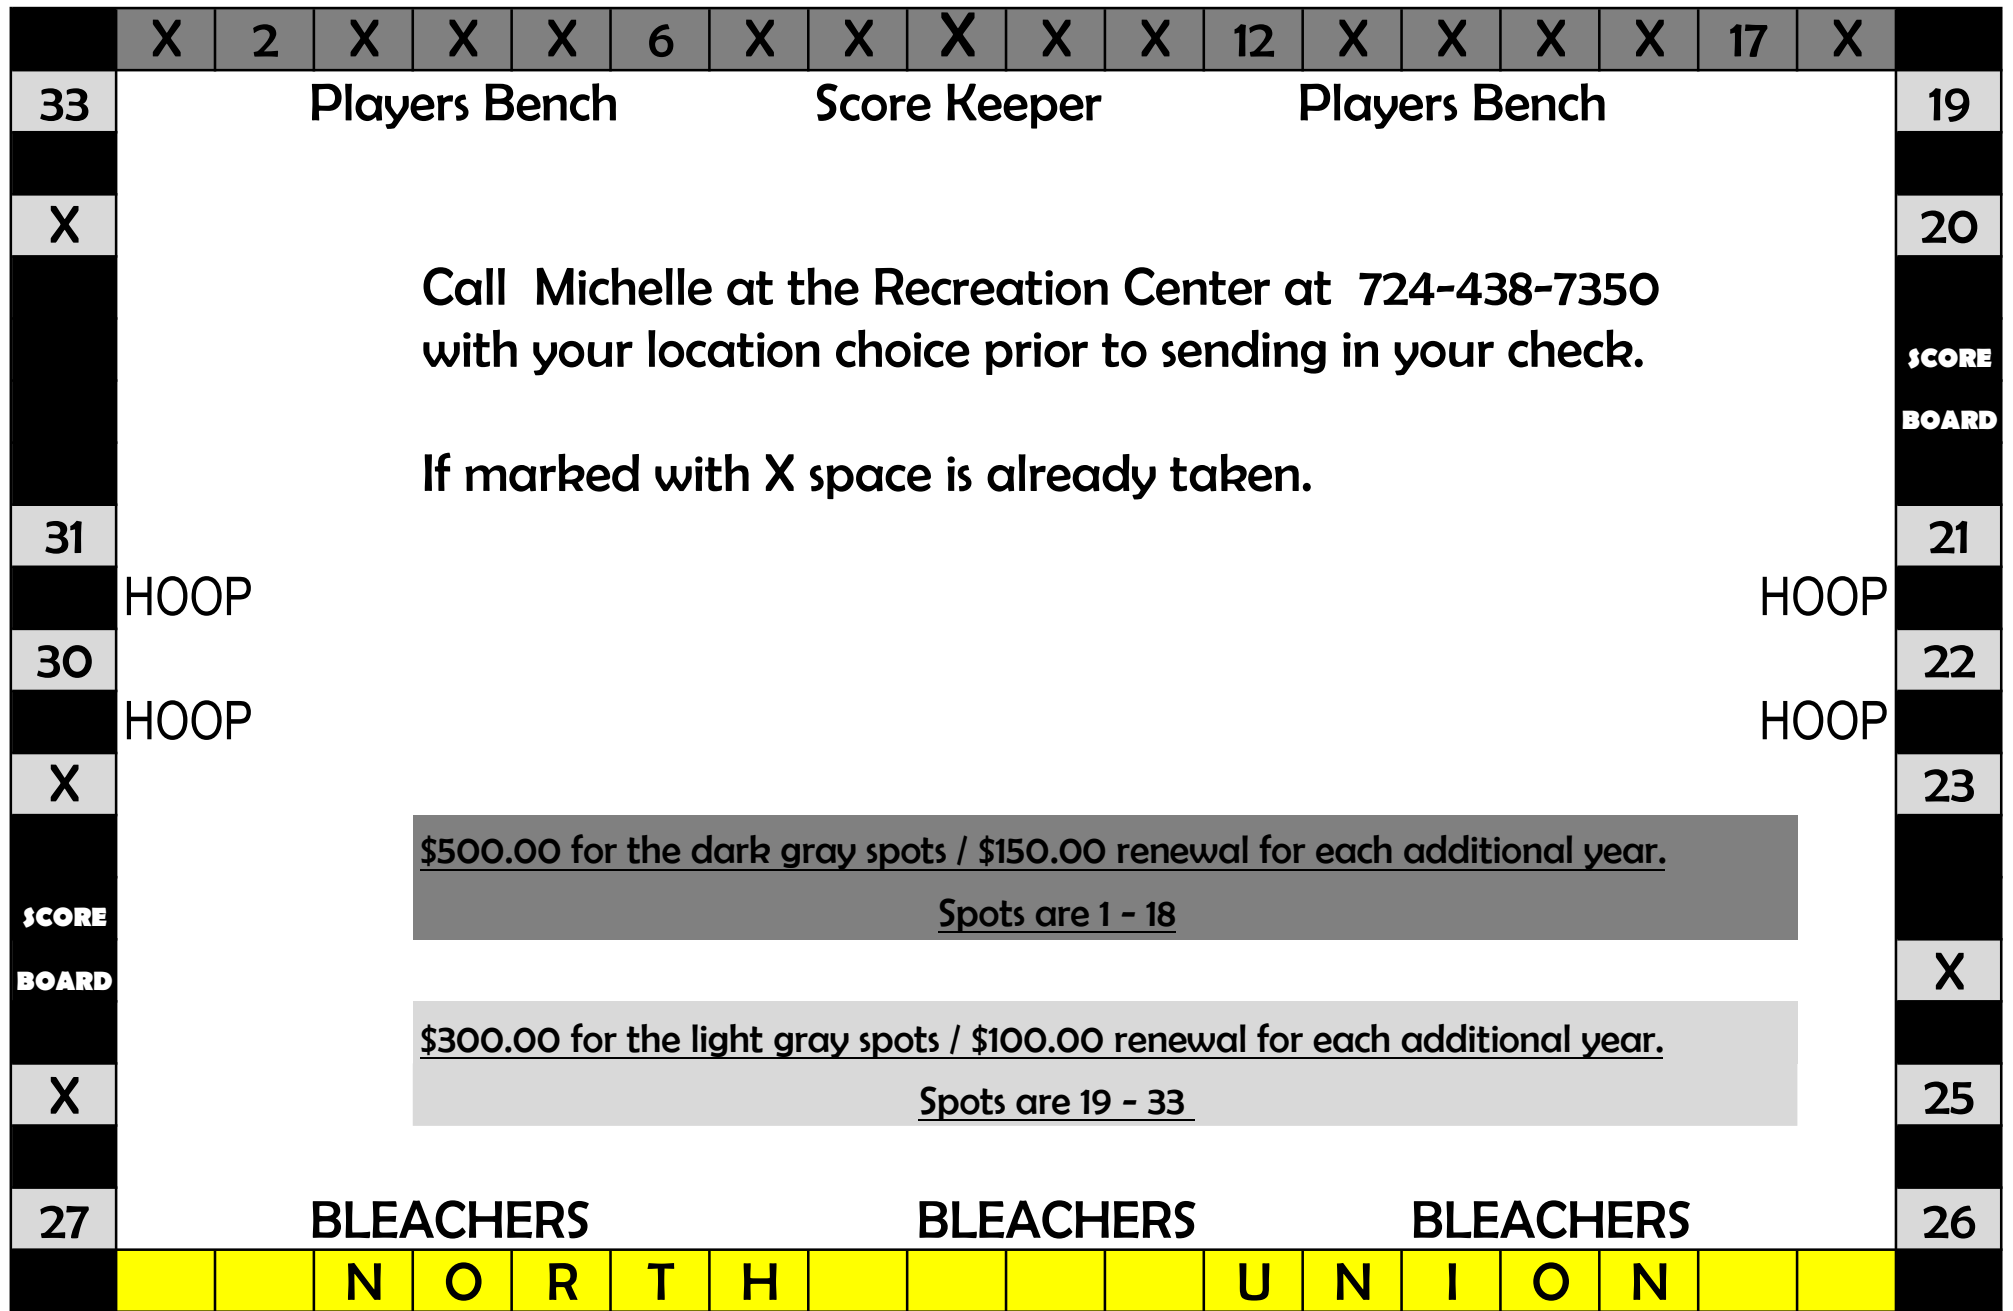 X 2 X X X 6 X X X X X 12 X X X X 17 X
33 Players Bench Score Keeper Players Bench 19
X 20
Call Michelle at the Recreation Center at 724-438-7350
with your location choice prior to sending in your check.
SCORE
BOARD
If marked with X space is already taken.
31 21
HOOP HOOP
30 22
HOOP HOOP
X 23
$500.00 for the dark gray spots / $150.00 renewal for each additional year.
SCORE Spots are 1 - 18
BOARD X
$300.00 for the light gray spots / $100.00 renewal for each additional year.
X Spots are 19 - 33 25
27 BLEACHERS BLEACHERS BLEACHERS 26
N O R T H U N I O N